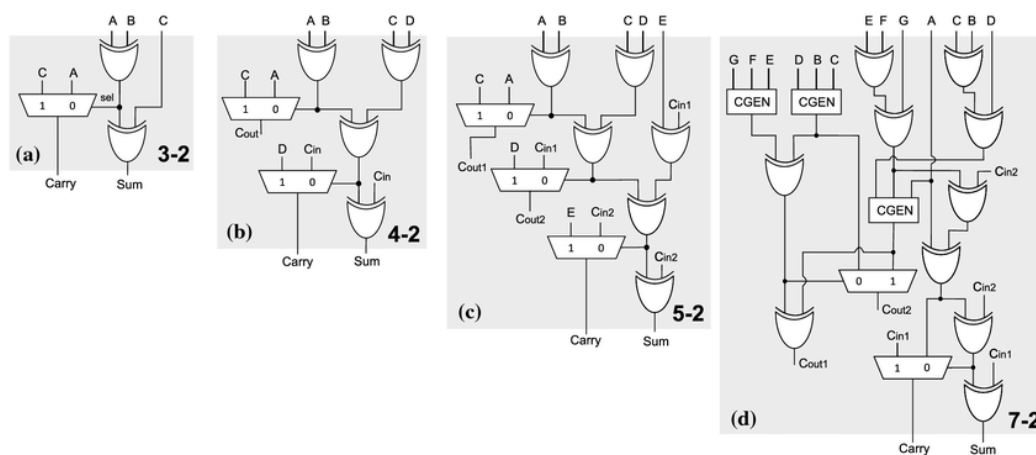 A B C
C A
1 0
sel
(a)
3-2
Carry
Sum
A B C D
C A
1 0
Cout
D Cin
1 0
Cin
(b)
4-2
Carry
Sum
A B C D E
C A
1 0
Cin1
Cout1
D Cin1
1 0
Cout2
E Cin2
1 0
Cin2
(c)
5-2
Carry
Sum
E F G A C B D
G F E D B C
CGEN CGEN
Cin2
CGEN
0 1
Cout2
Cin2
Cout1
Cin1
1 0
Cin1
(d)
7-2
Carry
Sum